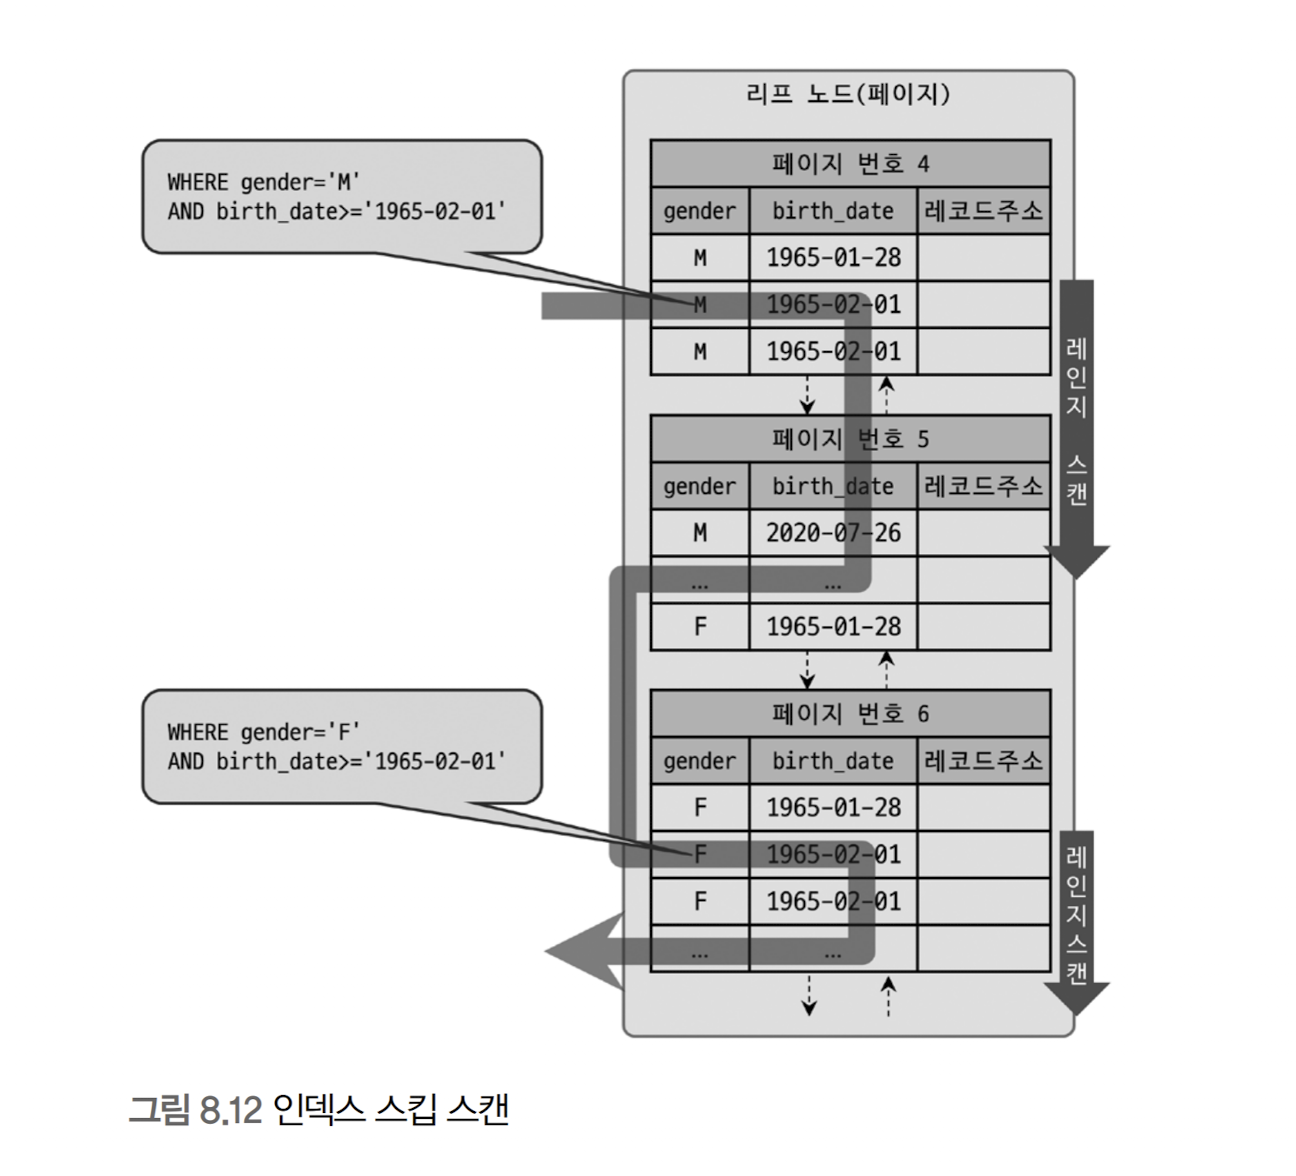 리프 노드(페이지)
WHERE gender='M'
AND birth_date>='1965-02-01'
페이지 번호 4
gender birth_date 레코드주소
M 1965-01-28
M 1965-02-01
M 1965-02-01
레인지 스캔
페이지 번호 5
gender birth_date 레코드주소
M 2020-07-26
... ...
F 1965-01-28
WHERE gender='F'
AND birth_date>='1965-02-01'
페이지 번호 6
gender birth_date 레코드주소
F 1965-01-28
F 1965-02-01
F 1965-02-01
... ...
레인지스캔
그림 8.12 인덱스 스킵 스캔